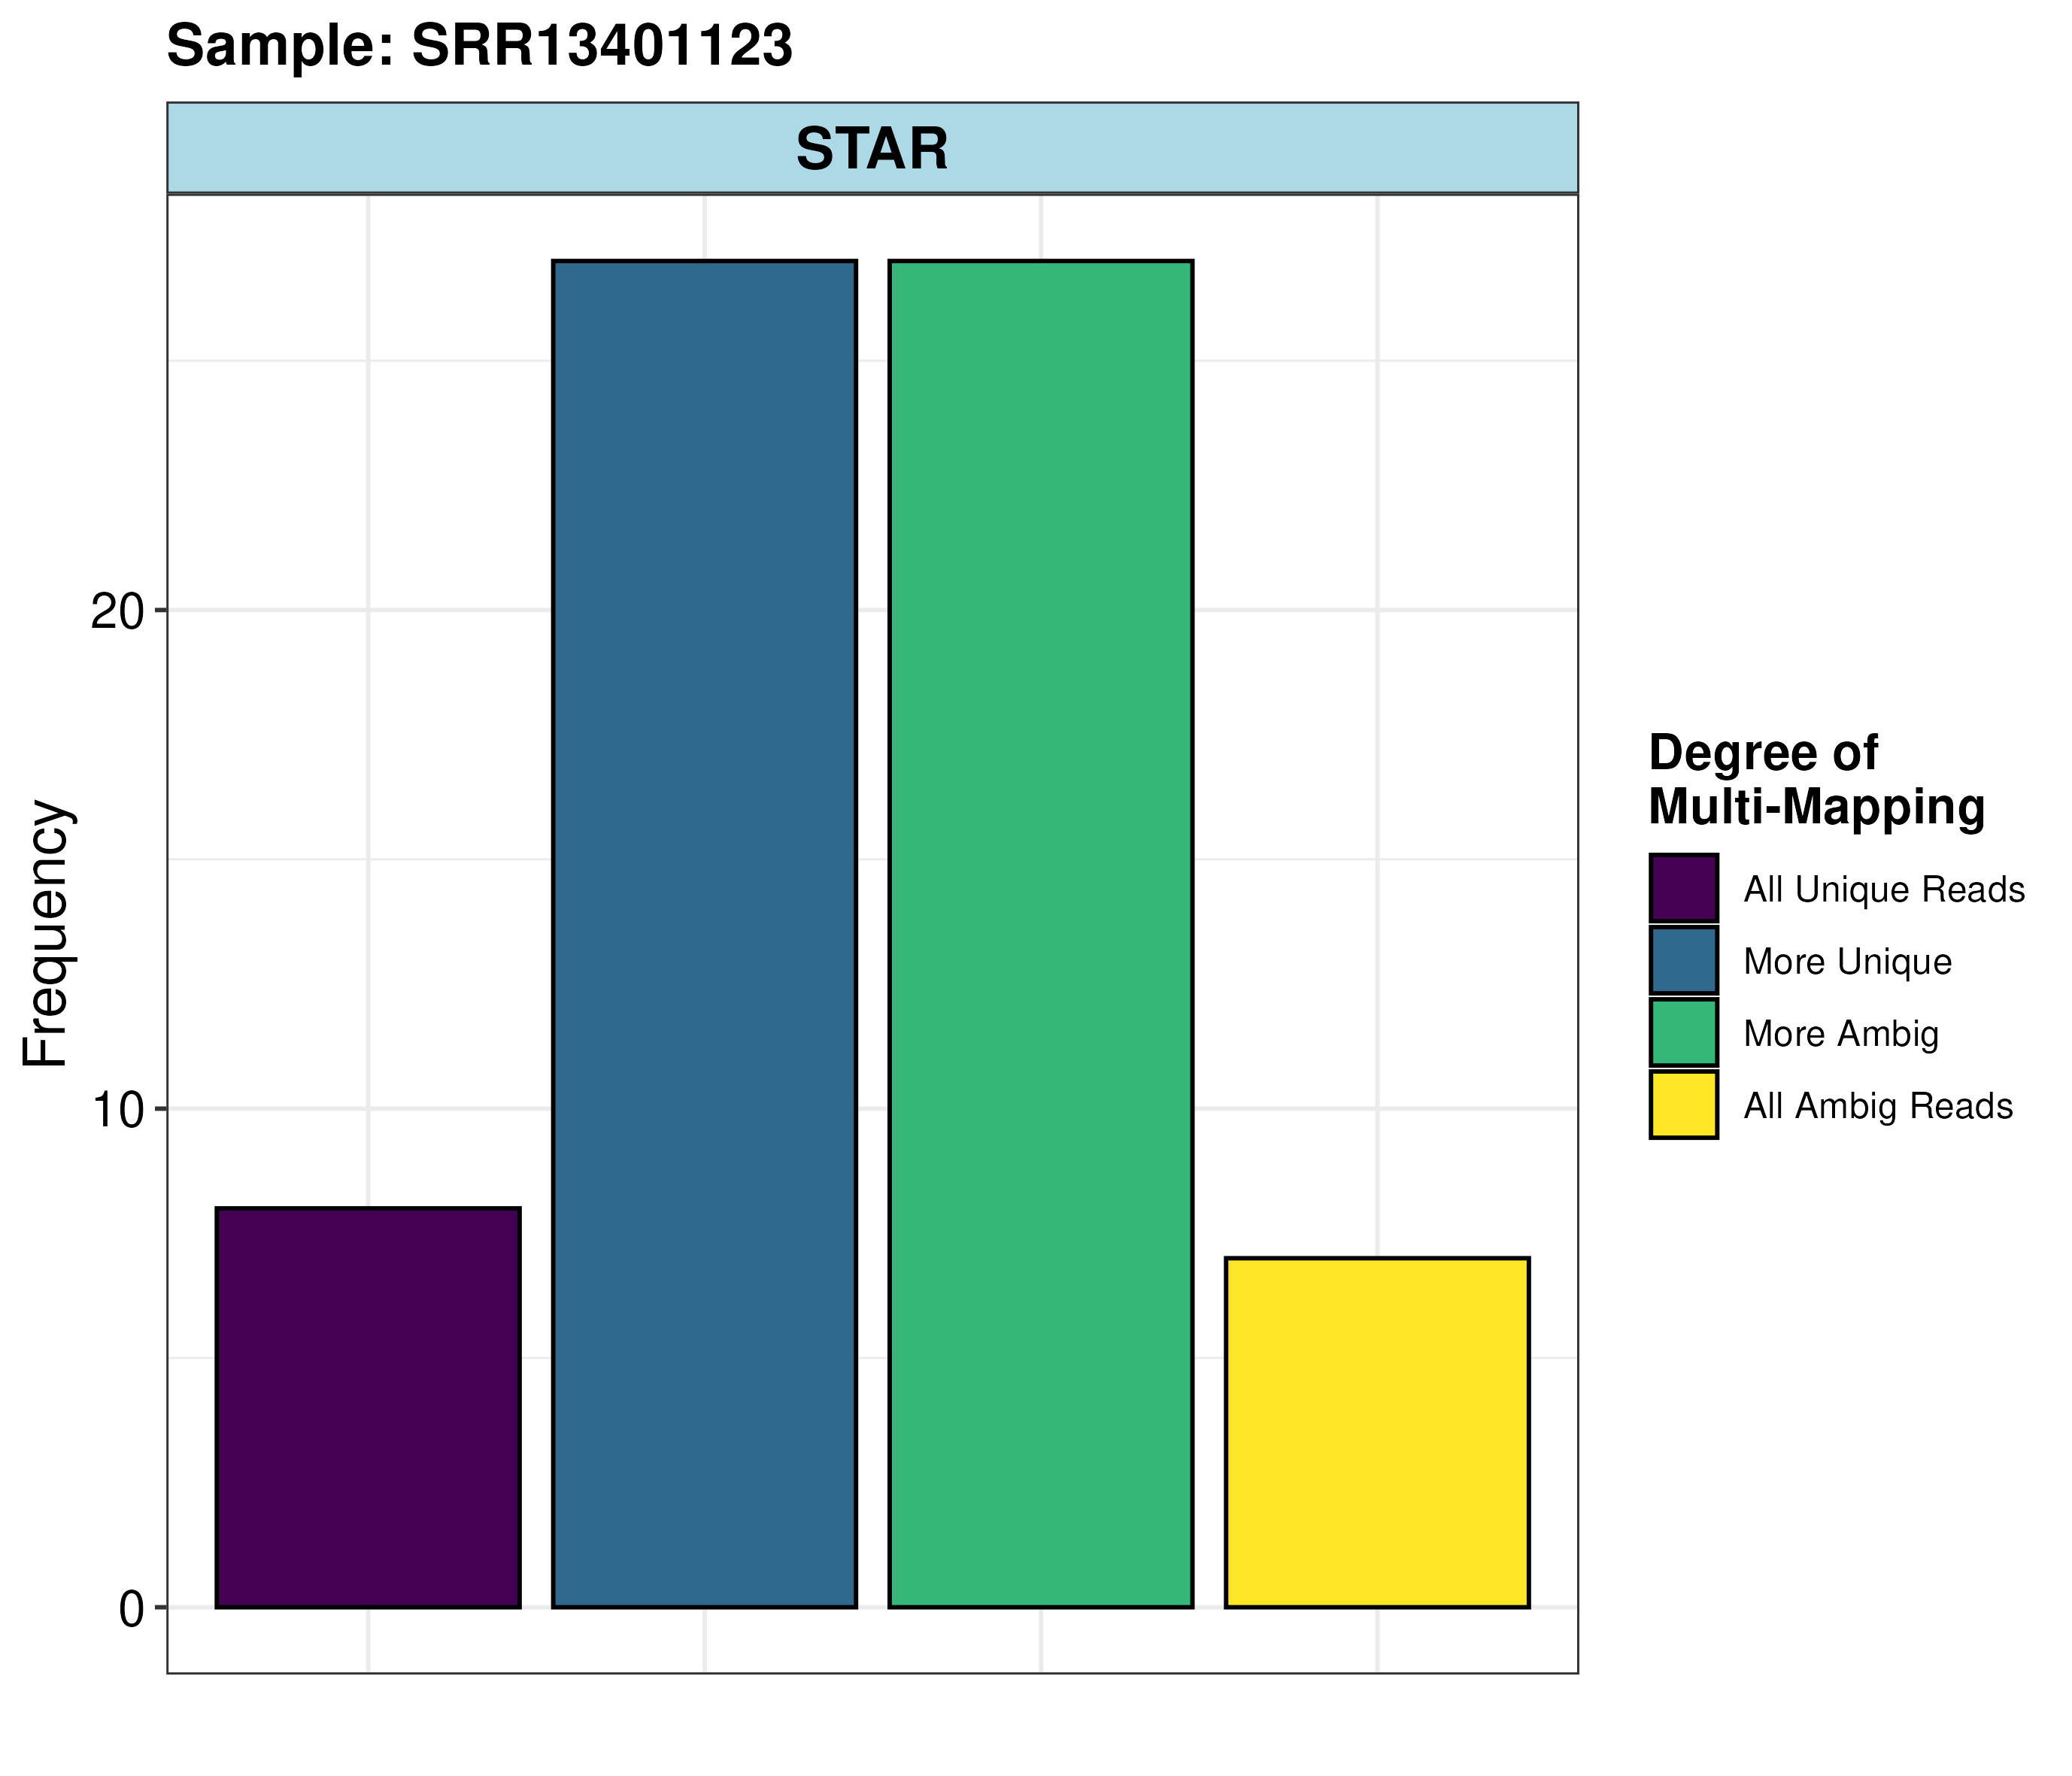 Sample: SRR13401123
STAR
Frequency
20
10
0
Degree of
Multi-Mapping
All Unique Reads
More Unique
More Ambig
All Ambig Reads